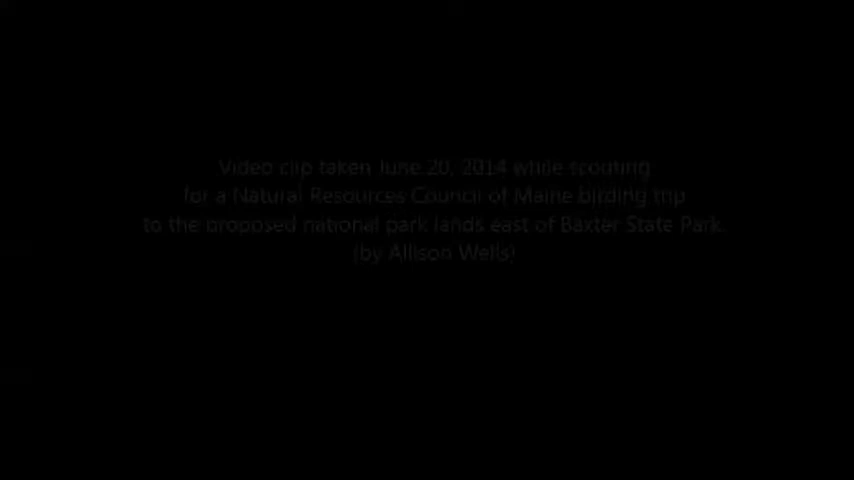 Video clip taken June 20, 2014 while scouting
for a Natural Resources Council of Maine birding trip
to the proposed national park lands east of Baxter State Park.
(by Allison Wells)